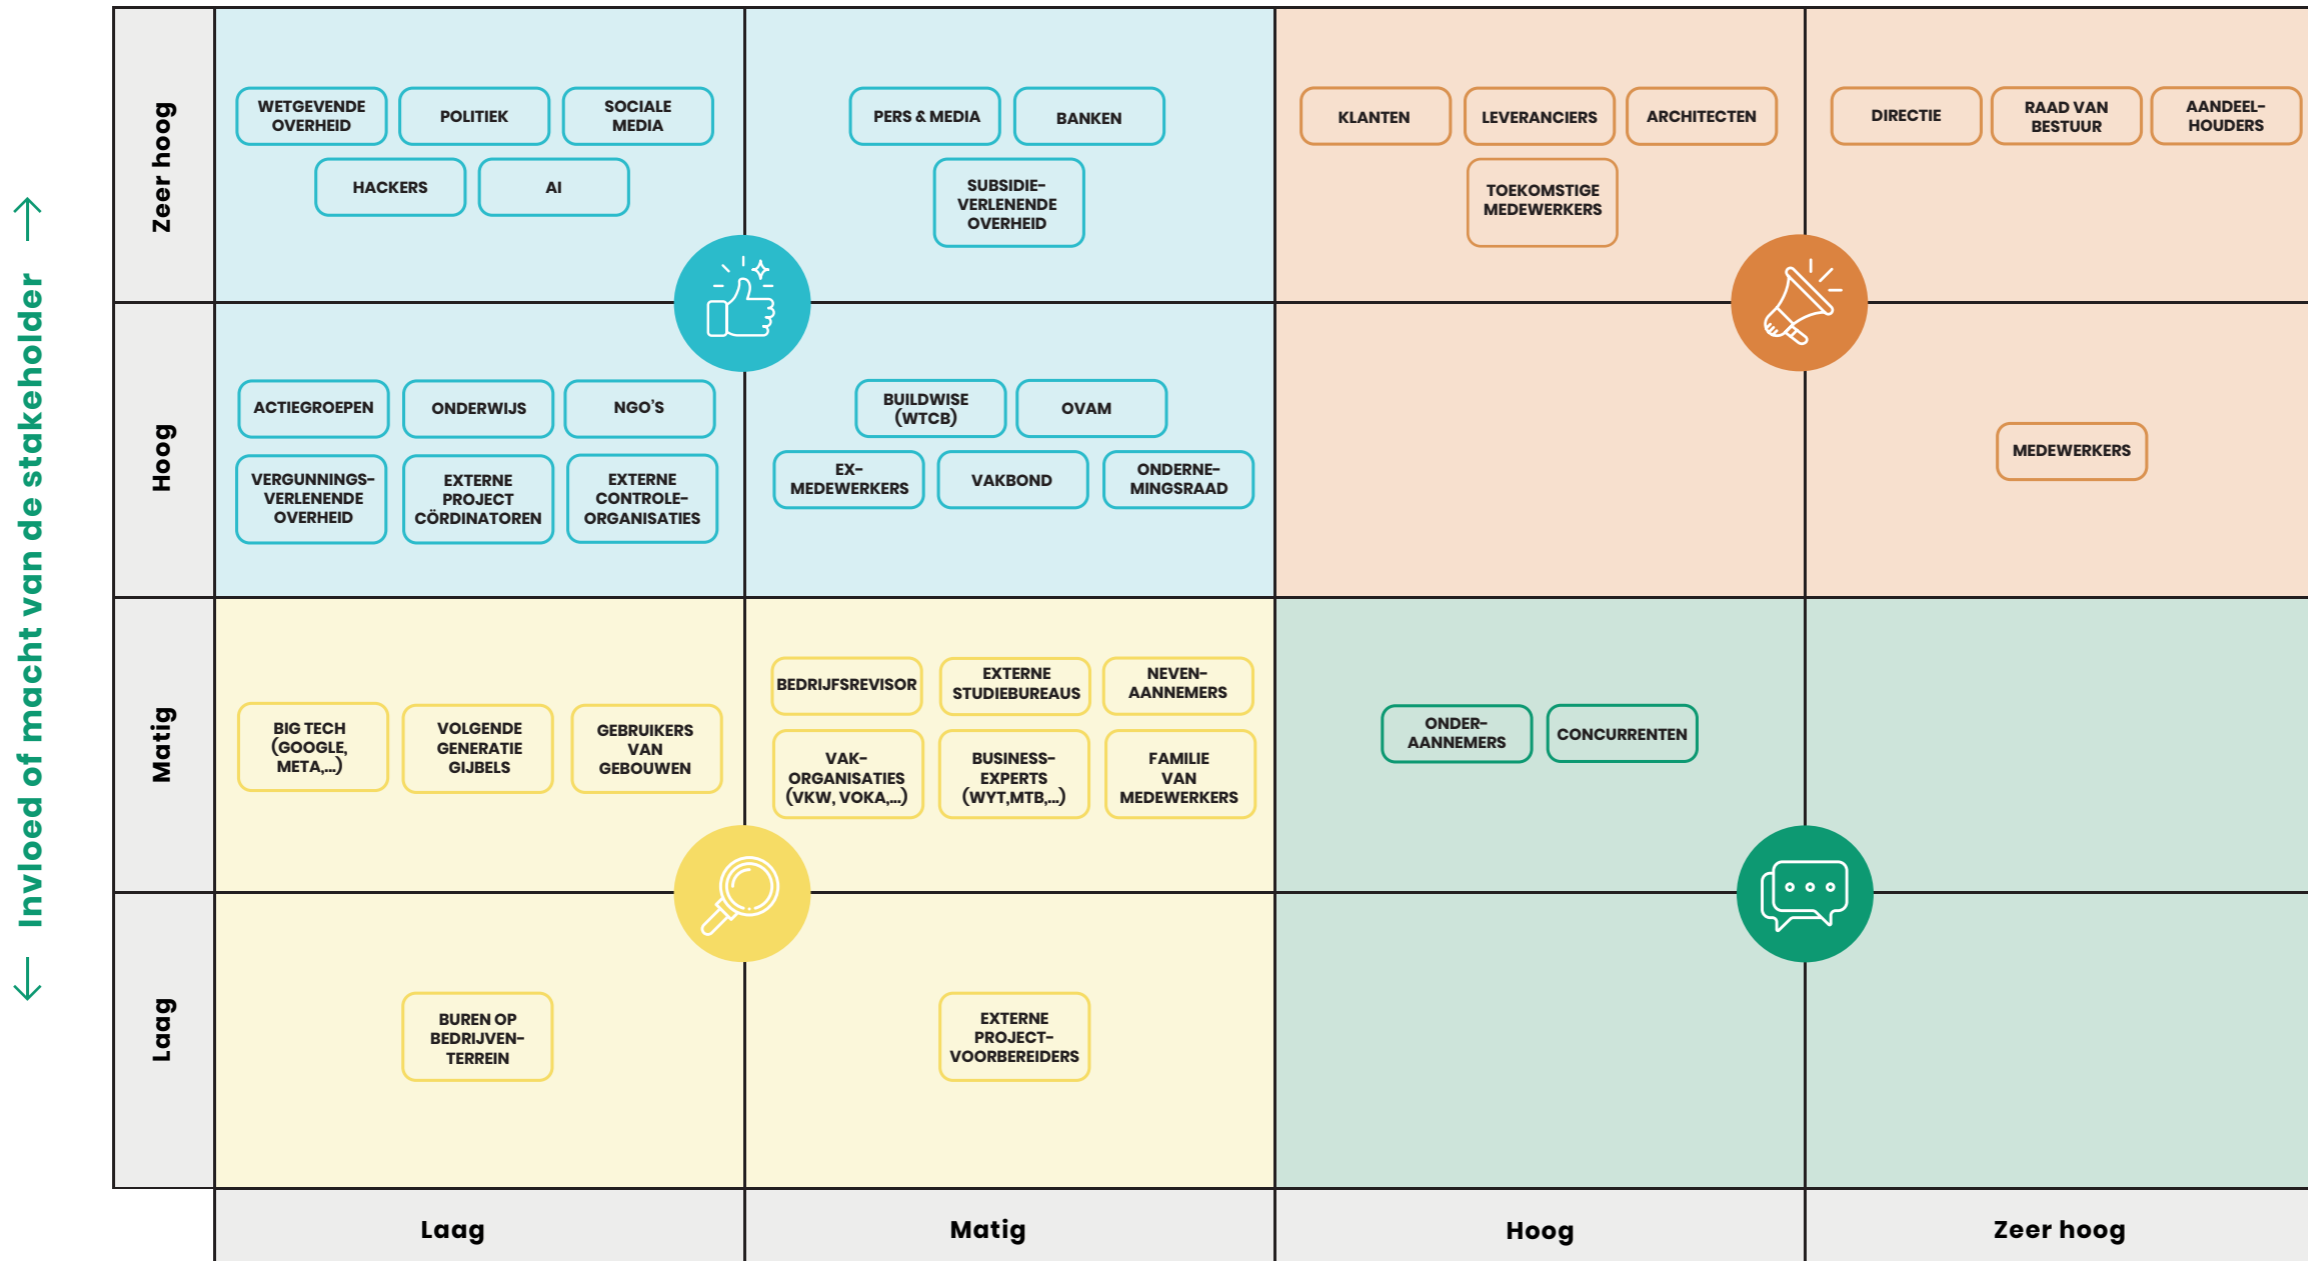 Invloed of macht van de stakeholder
Zeer hoog
WETGEVENDE
OVERHEID
POLITIEK
SOCIALE
MEDIA
HACKERS
AI
PERS & MEDIA
BANKEN
SUBSIDIE-
VERLENENDE
OVERHEID
KLANTEN
LEVERANCIERS
ARCHITECTEN
TOEKOMSTIGE
MEDEWERKERS
DIRECTIE
RAAD VAN
BESTUUR
AANDEEL-
HOUDERS
Hoog
ACTIEGROEPEN
ONDERWIJS
NGO'S
VERGUNNINGS-
VERLENENDE
OVERHEID
EXTERNE
PROJECT
CÖRDINATOREN
EXTERNE
CONTROLE-
ORGANISATIES
BUILDWISE
(WTCB)
OVAM
EX-
MEDEWERKERS
VAKBOND
ONDERNE-
MINGSRAAD
MEDEWERKERS
Matig
BIG TECH
(GOOGLE,
META,...)
VOLGENDE
GENERATIE
GIJBELS
GEBRUIKERS
VAN
GEBOUWEN
BEDRIJFSREVISOR
EXTERNE
STUDIEBUREAUS
NEVEN-
AANNEMERS
VAK-
ORGANISATIES
(VKW, VOKA,...)
BUSINESS-
EXPERTS
(WYT,MTB,...)
FAMILIE
VAN
MEDEWERKERS
ONDER-
AANNEMERS
CONCURRENTEN
Laag
BUREN OP
BEDRIJVEN-
TERREIN
EXTERNE
PROJECT-
VOORBEREIDERS
Laag
Matig
Hoog
Zeer hoog